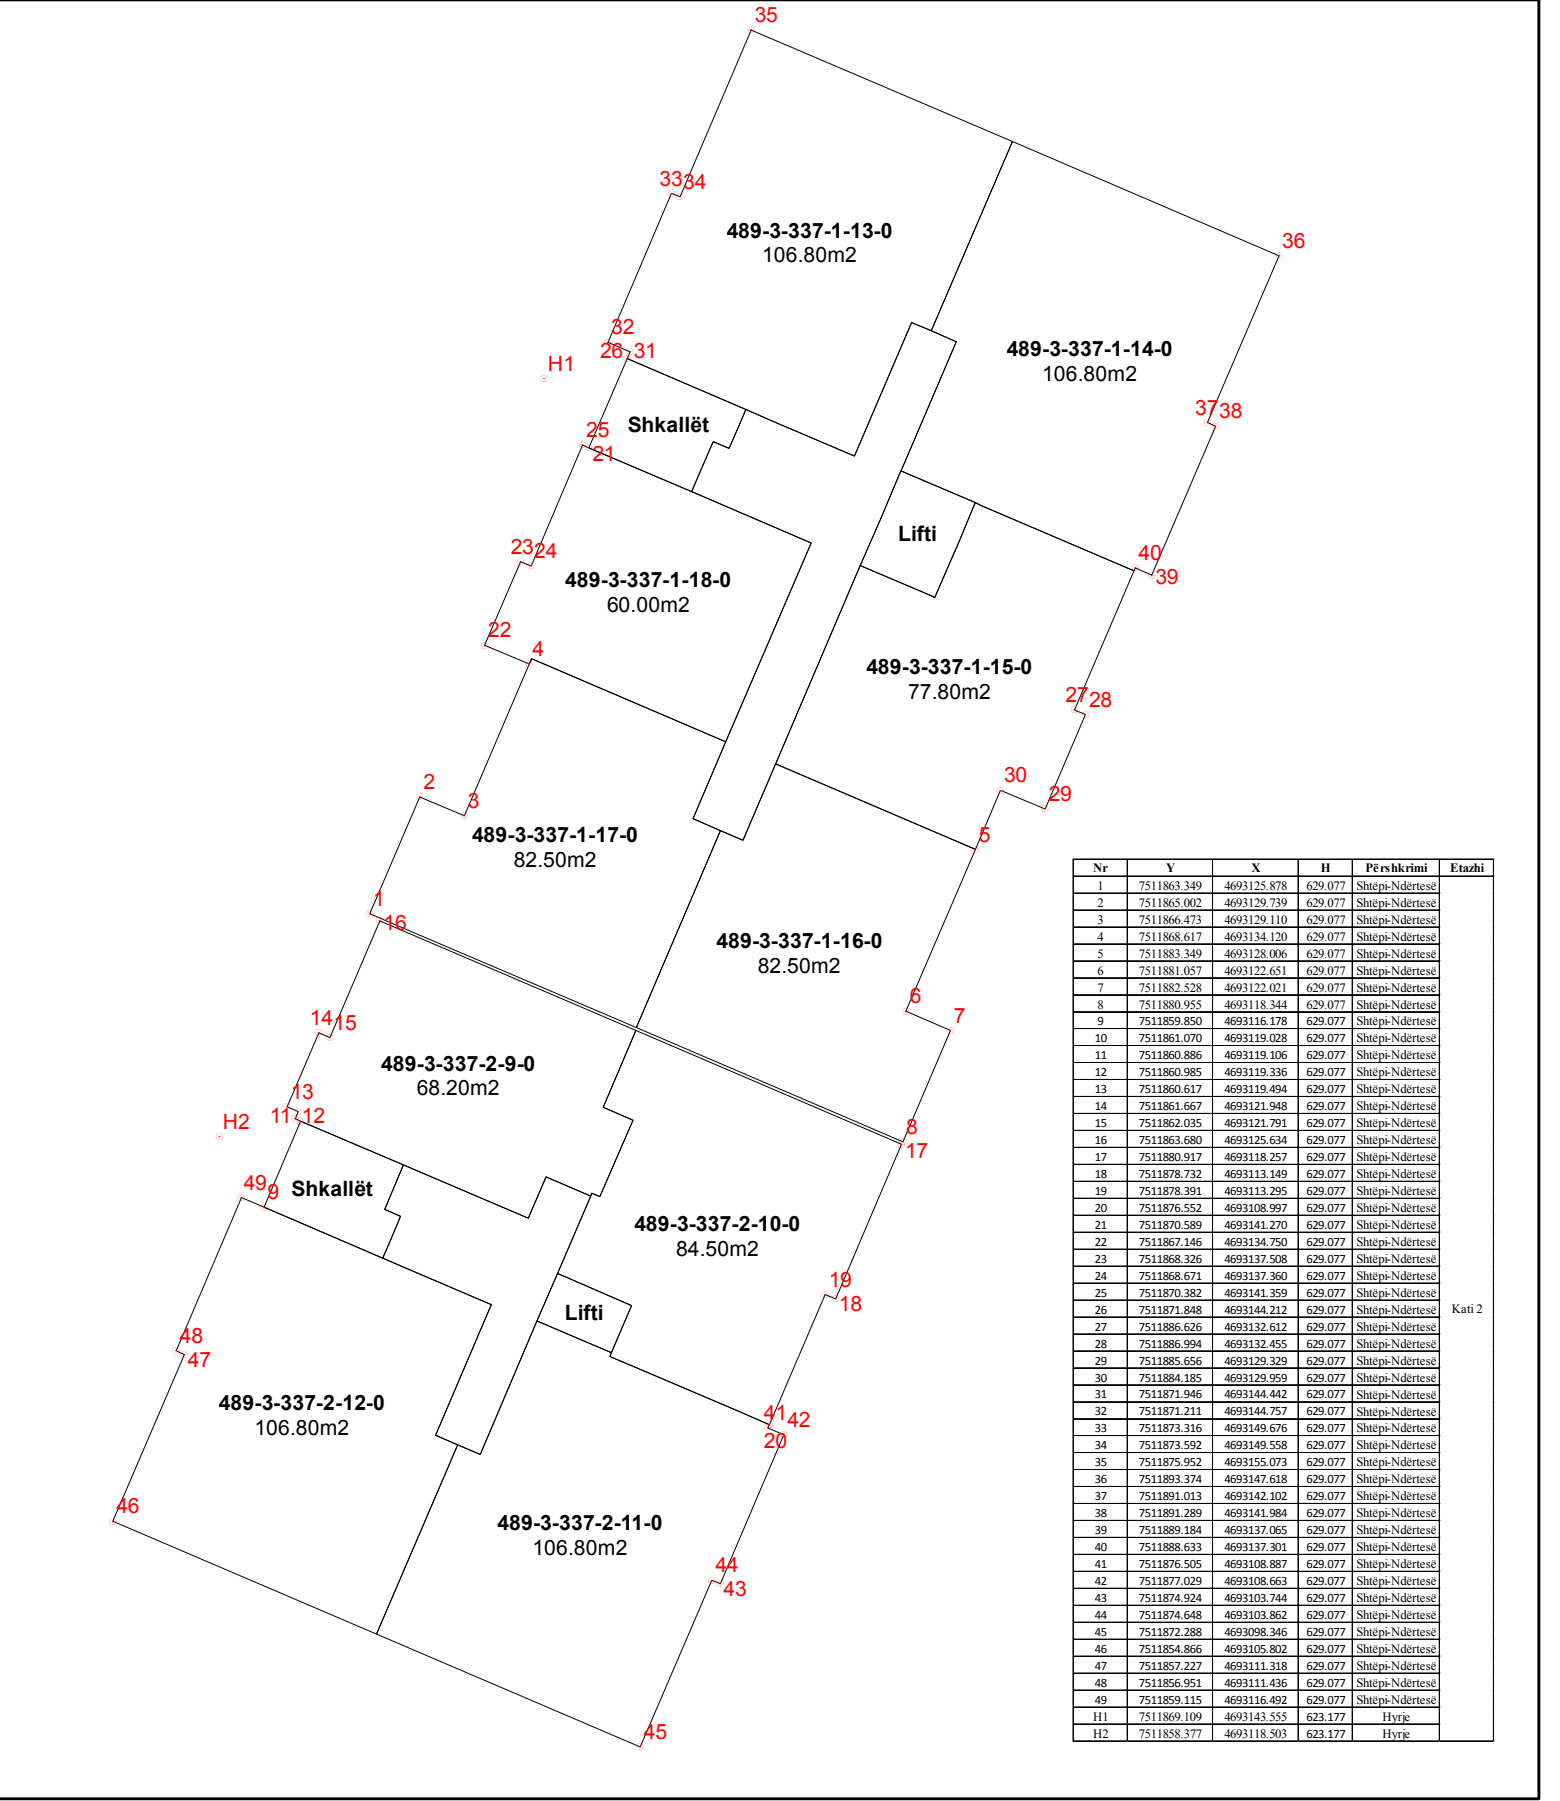 35
36
33 34
489-3-337-1-13-0
106.80m2
32
26 31
H1
489-3-337-1-14-0
106.80m2
37 38
Shkallët
25
21
Lifti
40
39
23 24
489-3-337-1-18-0
60.00m2
22
4
489-3-337-1-15-0
77.80m2
27 28
30
29
2
3
489-3-337-1-17-0
82.50m2
5
1
16
489-3-337-1-16-0
82.50m2
6
7
14 15
489-3-337-2-9-0
68.20m2
13
11 12
H2
8
17
Shkallët
49 9
489-3-337-2-10-0
84.50m2
19
18
Lifti
48
47
489-3-337-2-12-0
106.80m2
41 42
20
46
489-3-337-2-11-0
106.80m2
44
43
45
Nr Y X H Përshkrimi Etazhi
1 7511863.349 4693125.878 629.077 Shtëpi-Ndërtesë
2 7511865.002 4693129.739 629.077 Shtëpi-Ndërtesë
3 7511866.473 4693129.110 629.077 Shtëpi-Ndërtesë
4 7511868.617 4693134.120 629.077 Shtëpi-Ndërtesë
5 7511883.349 4693128.006 629.077 Shtëpi-Ndërtesë
6 7511881.057 4693122.651 629.077 Shtëpi-Ndërtesë
7 7511882.528 4693122.021 629.077 Shtëpi-Ndërtesë
8 7511880.955 4693118.344 629.077 Shtëpi-Ndërtesë
9 7511859.850 4693116.178 629.077 Shtëpi-Ndërtesë
10 7511861.070 4693119.028 629.077 Shtëpi-Ndërtesë
11 7511860.886 4693119.106 629.077 Shtëpi-Ndërtesë
12 7511860.985 4693119.336 629.077 Shtëpi-Ndërtesë
13 7511860.617 4693119.494 629.077 Shtëpi-Ndërtesë
14 7511861.667 4693121.948 629.077 Shtëpi-Ndërtesë
15 7511862.035 4693121.791 629.077 Shtëpi-Ndërtesë
16 7511863.680 4693125.634 629.077 Shtëpi-Ndërtesë
17 7511880.917 4693118.257 629.077 Shtëpi-Ndërtesë
18 7511878.732 4693113.149 629.077 Shtëpi-Ndërtesë
19 7511878.391 4693113.295 629.077 Shtëpi-Ndërtesë
20 7511876.552 4693108.997 629.077 Shtëpi-Ndërtesë
21 7511870.589 4693141.270 629.077 Shtëpi-Ndërtesë
22 7511867.146 4693134.750 629.077 Shtëpi-Ndërtesë
23 7511868.326 4693137.508 629.077 Shtëpi-Ndërtesë
24 7511868.671 4693137.360 629.077 Shtëpi-Ndërtesë
25 7511870.382 4693141.359 629.077 Shtëpi-Ndërtesë
26 7511871.848 4693144.212 629.077 Shtëpi-Ndërtesë Kati 2
27 7511886.626 4693132.612 629.077 Shtëpi-Ndërtesë
28 7511886.994 4693132.455 629.077 Shtëpi-Ndërtesë
29 7511885.656 4693129.329 629.077 Shtëpi-Ndërtesë
30 7511884.185 4693129.959 629.077 Shtëpi-Ndërtesë
31 7511871.946 4693144.442 629.077 Shtëpi-Ndërtesë
32 7511871.211 4693144.757 629.077 Shtëpi-Ndërtesë
33 7511873.316 4693149.676 629.077 Shtëpi-Ndërtesë
34 7511873.592 4693149.558 629.077 Shtëpi-Ndërtesë
35 7511875.952 4693155.073 629.077 Shtëpi-Ndërtesë
36 7511893.374 4693147.618 629.077 Shtëpi-Ndërtesë
37 7511891.013 4693142.102 629.077 Shtëpi-Ndërtesë
38 7511891.289 4693141.984 629.077 Shtëpi-Ndërtesë
39 7511889.184 4693137.065 629.077 Shtëpi-Ndërtesë
40 7511888.633 4693137.301 629.077 Shtëpi-Ndërtesë
41 7511876.505 4693108.887 629.077 Shtëpi-Ndërtesë
42 7511877.029 4693108.663 629.077 Shtëpi-Ndërtesë
43 7511874.924 4693103.744 629.077 Shtëpi-Ndërtesë
44 7511874.648 4693103.862 629.077 Shtëpi-Ndërtesë
45 7511872.288 4693098.346 629.077 Shtëpi-Ndërtesë
46 7511854.866 4693105.802 629.077 Shtëpi-Ndërtesë
47 7511857.227 4693111.318 629.077 Shtëpi-Ndërtesë
48 7511856.951 4693111.436 629.077 Shtëpi-Ndërtesë
49 7511859.115 4693116.492 629.077 Shtëpi-Ndërtesë
H1 7511869.109 4693143.555 623.177 Hyrje
H2 7511858.377 4693118.503 623.177 Hyrje